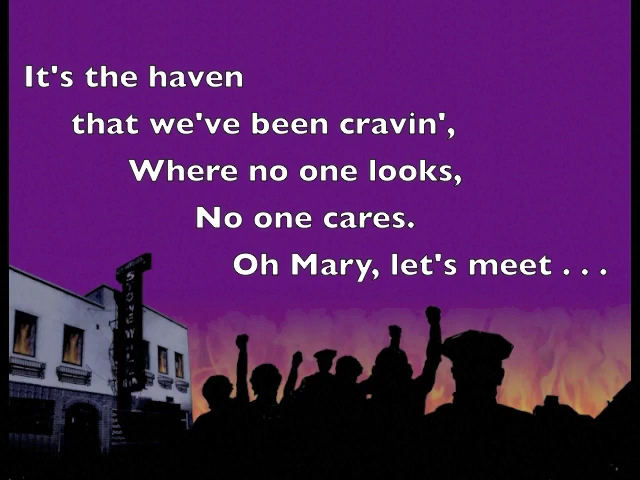 It's the haven
that we've been cravin',
Where no one looks,
No one cares.
Oh Mary, let's meet . . .
STONEWALL